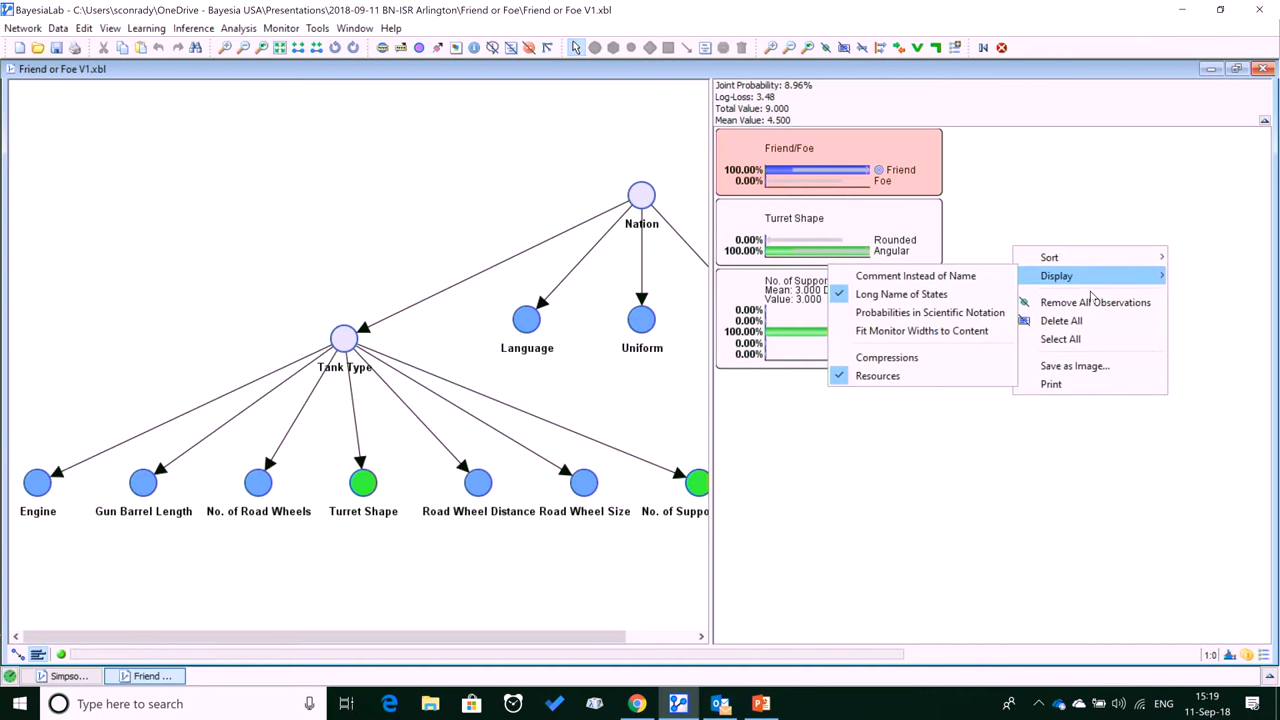 BayesiaLab - C:\Users\sconrady\OneDrive - Bayesia USA\Presentations\2018-09-11 BN-ISR Arlington\Friend or Foe\Friend or Foe V1.xbl
Network Data Edit View Learning Inference Analysis Monitor Tools Window Help
Friend or Foe V1.xbl
Joint Probability: 8.96%
Log-Loss: 3.48
Total Value: 9.000
Mean Value: 4.500
Friend/Foe
100.00% Friend
0.00% Foe
Turret Shape
0.00% Rounded
100.00% Angular
No. of Suppor
Mean: 3.000 D
Value: 3.000
0.00%
0.00%
100.00%
0.00%
0.00%
Sort
Display
Remove All Observations
Delete All
Select All
Save as Image...
Print
Comment Instead of Name
Long Name of States
Probabilities in Scientific Notation
Fit Monitor Widths to Content
Compressions
Resources
Nation
Language
Uniform
Tank Type
Engine
Gun Barrel Length
No. of Road Wheels
Turret Shape
Road Wheel Distance
Road Wheel Size
No. of Suppo
1:0
Simpso...
Friend ...
Type here to search
ENG
15:19
11-Sep-18